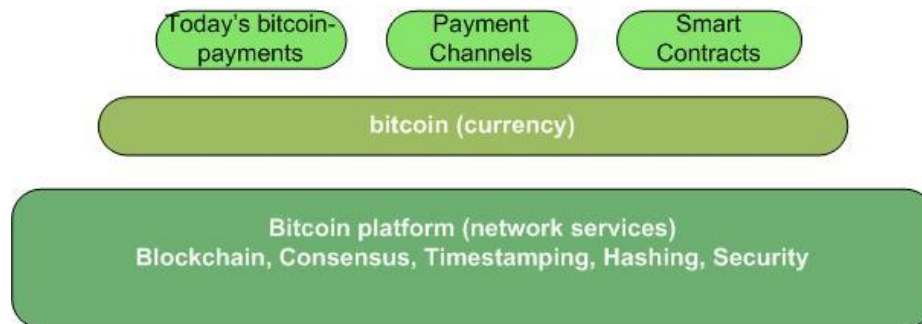 Today's bitcoin-
payments
Payment
Channels
Smart
Contracts
bitcoin (currency)
Bitcoin platform (network services)
Blockchain, Consensus, Timestamping, Hashing, Security